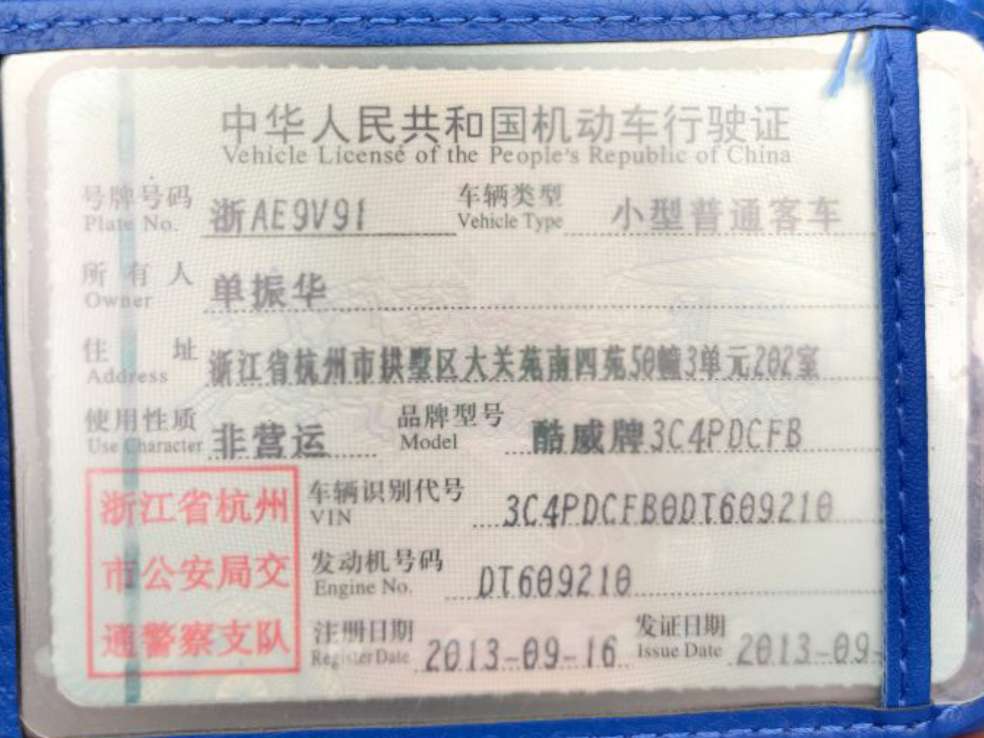 中华人民共和国机动车行驶证
Vehicle License of the People's Republic of China
号牌号码 浙AE9V91 车辆类型 小型普通客车
Plate No. Vehicle Type
所有人 单振华
Owner
住址 浙江省杭州市拱墅区大关苑南四苑50幢3单元202室
Address
使用性质 非营运 品牌型号 酷威牌3C4PDCFB
Use Character Model
浙江省杭州
市公安局交
通警察支队
车辆识别代号 3C4PDCFB0DT609210
VIN
发动机号码 DT609210
Engine No.
注册日期 2013-09-16 发证日期 2013-09-
Register Date Issue Date